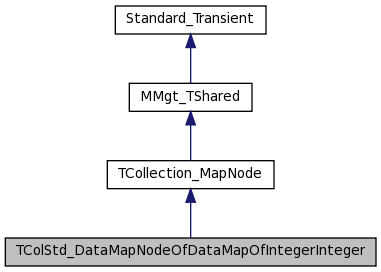 Standard_Transient
MMgt_TShared
TCollection_MapNode
TColStd_DataMapNodeOfDataMapOfIntegerInteger